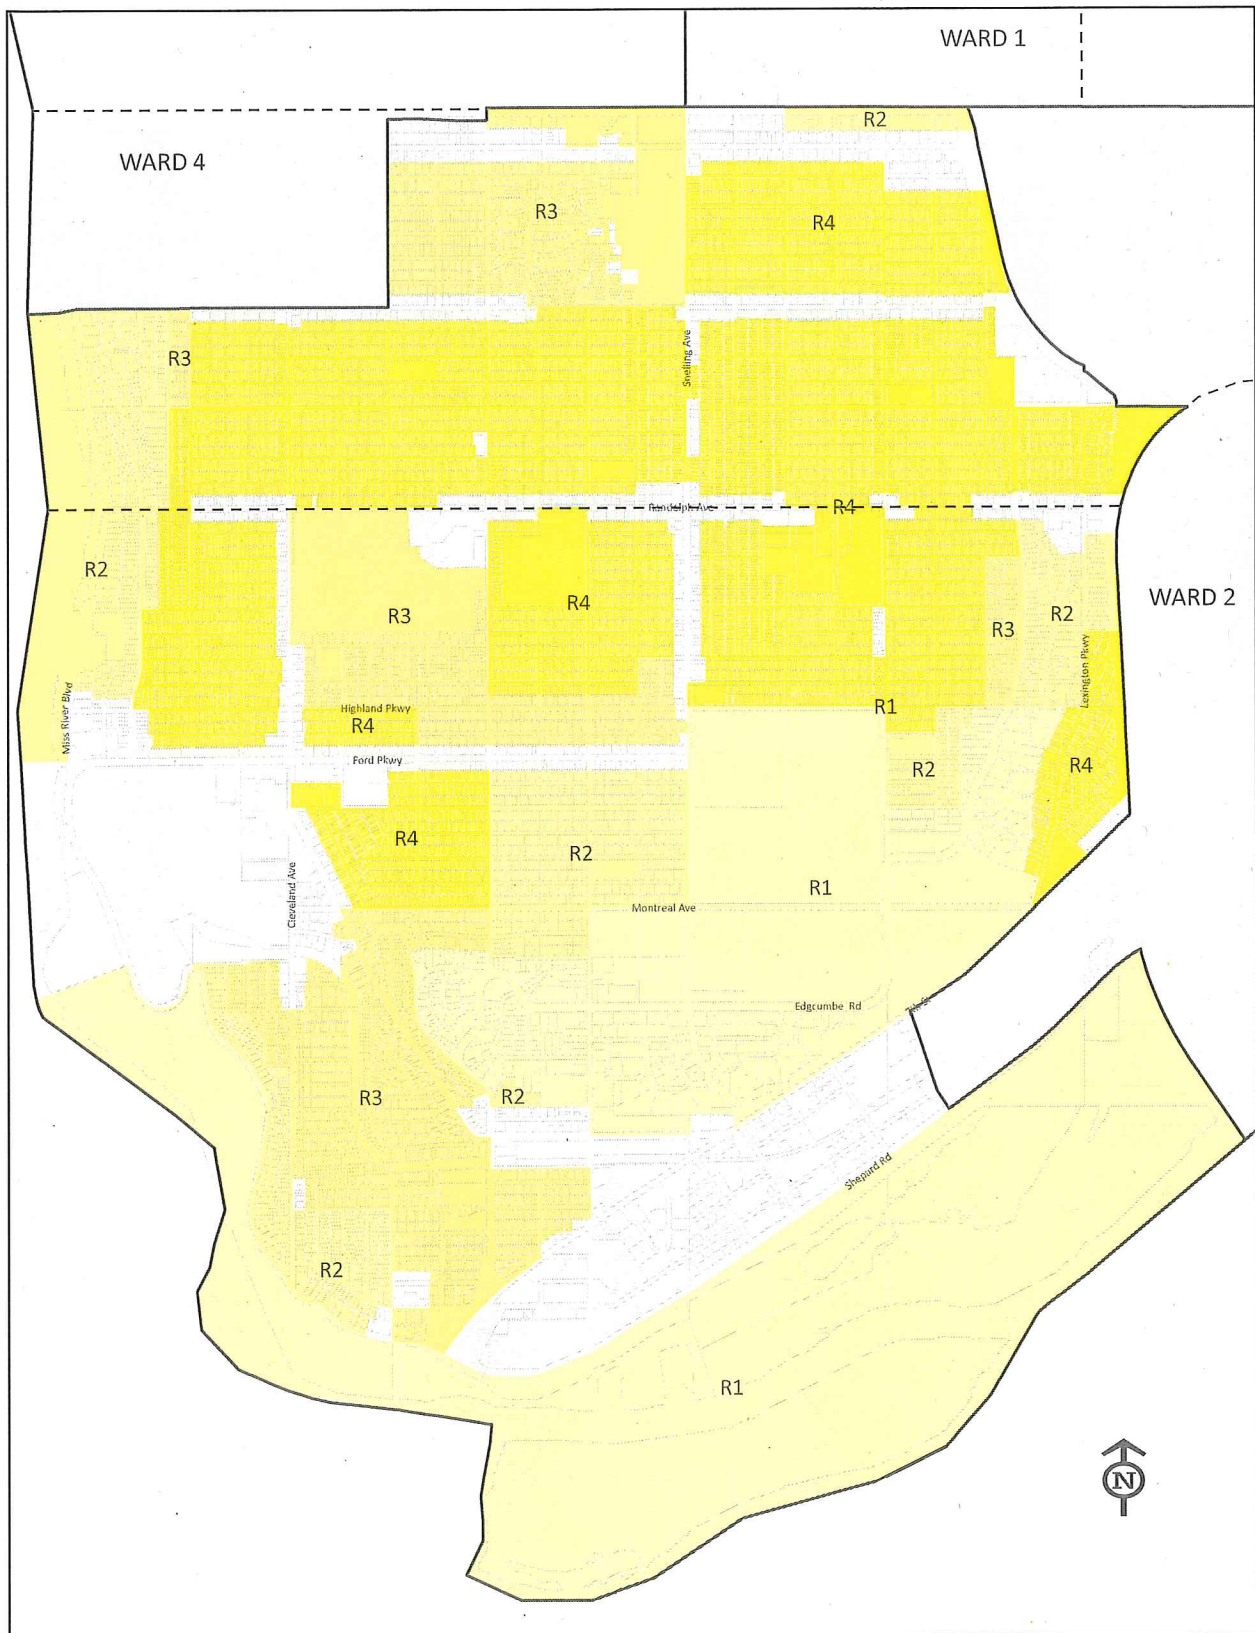 WARD 1
R2
WARD 4
R3
R4
Snelling Ave
R3
Randolph Ave
R4
R2
WARD 2
R4
R3
R3
R2
Lexington Pkwy
Miss River Blvd
Highland Pkwy
R4
R1
Ford Pkwy
R2
R4
R4
R2
Cleveland Ave
R1
Montreal Ave
Edgcumbe Rd
7th St
R3
R2
Shepard Rd
R2
R1
N